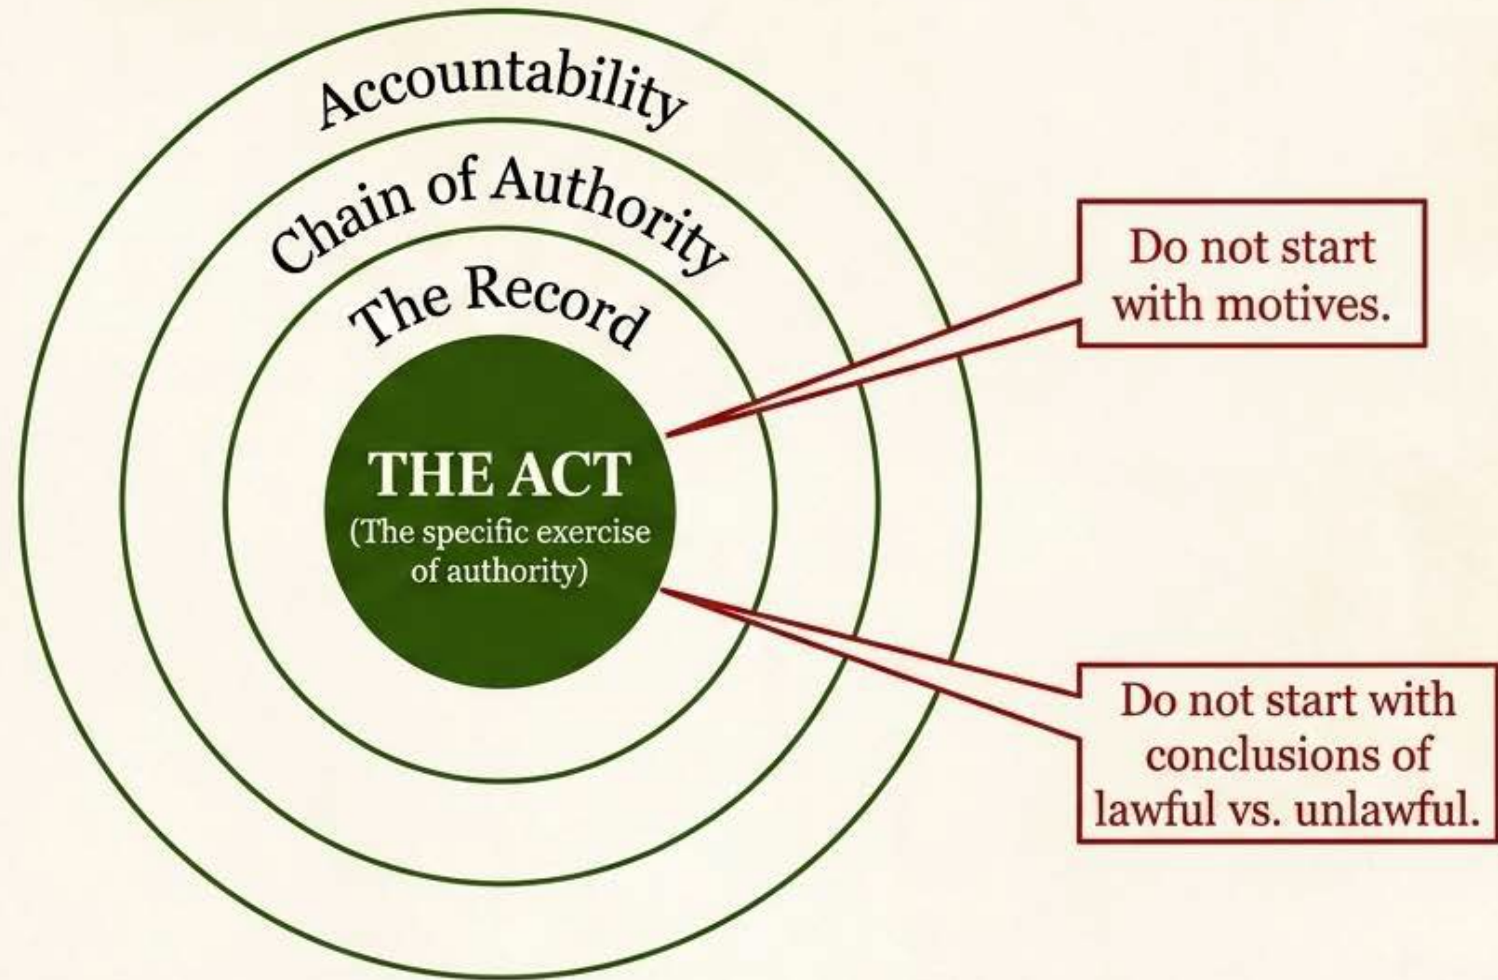 Accountability
Chain of Authority
The Record
THE ACT
(The specific exercise
of authority)
Do not start
with motives.
Do not start with
conclusions of
lawful vs. unlawful.